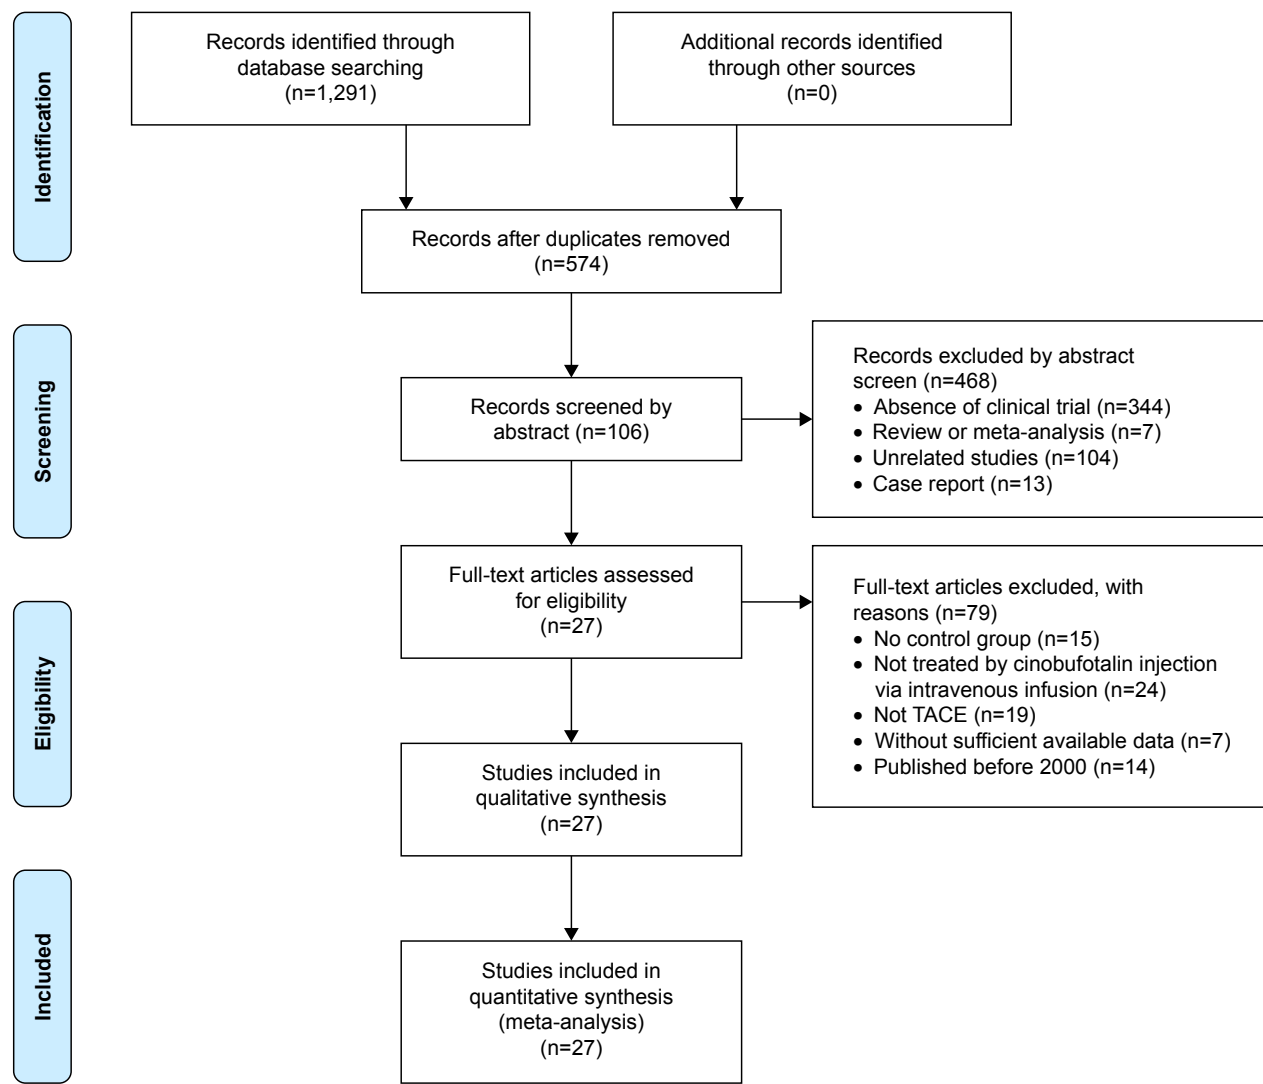 Identification
Records identified through
database searching
(n=1,291)
Additional records identified
through other sources
(n=0)
Records after duplicates removed
(n=574)
Screening
Records screened by
abstract (n=106)
Records excluded by abstract
screen (n=468)
• Absence of clinical trial (n=344)
• Review or meta-analysis (n=7)
• Unrelated studies (n=104)
• Case report (n=13)
Eligibility
Full-text articles assessed
for eligibility
(n=27)
Full-text articles excluded, with
reasons (n=79)
• No control group (n=15)
• Not treated by cinobufotalin injection
via intravenous infusion (n=24)
• Not TACE (n=19)
• Without sufficient available data (n=7)
• Published before 2000 (n=14)
Studies included in
qualitative synthesis
(n=27)
Included
Studies included in
quantitative synthesis
(meta-analysis)
(n=27)